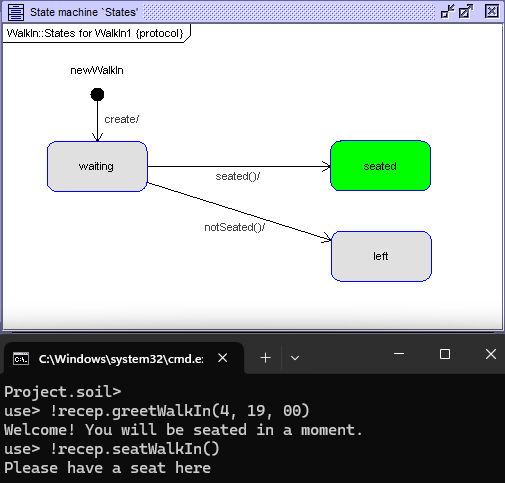 State machine `States'
WalkIn::States for WalkIn1 {protocol}
newWalkIn
create/
waiting
seated()/
seated
notSeated()/
left
C:\Windows\system32\cmd.e:
Project.soil>
use> !recep.greetWalkIn(4, 19, 00)
Welcome! You will be seated in a moment.
use> !recep.seatWalkIn()
Please have a seat here